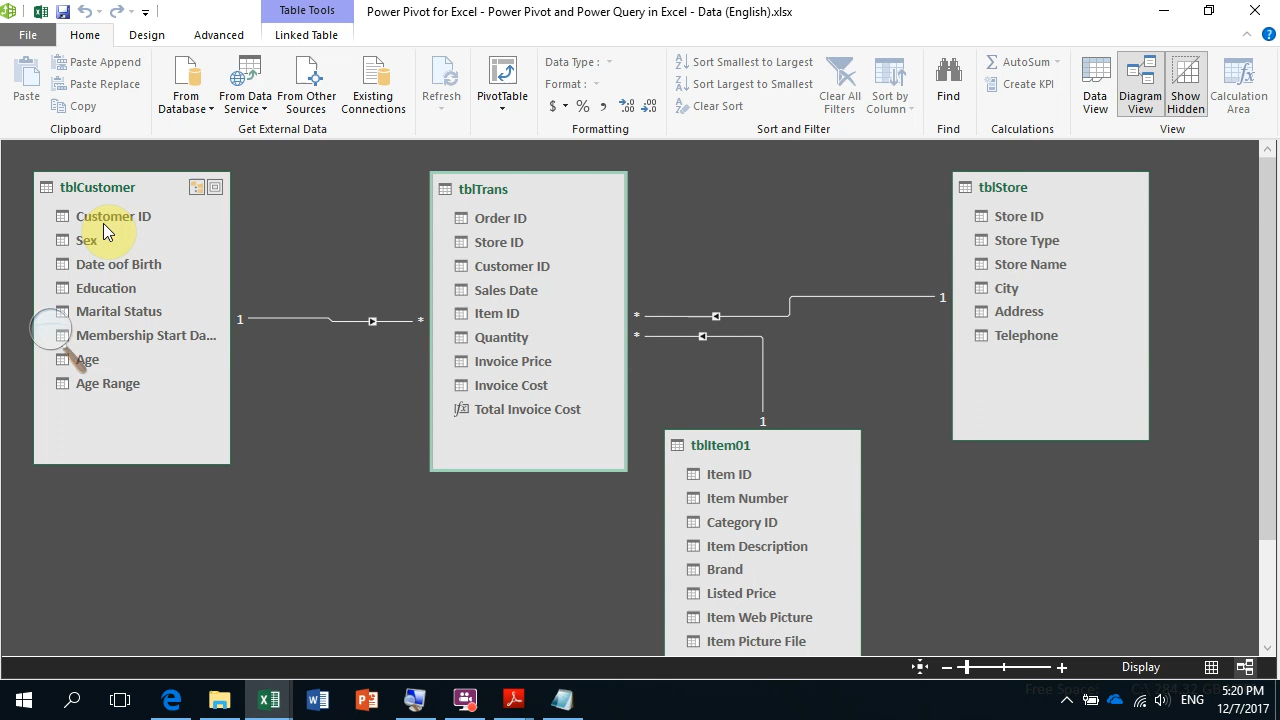 Table Tools
Power Pivot for Excel - Power Pivot and Power Query in Excel - Data (English).xlsx
File
Home
Design
Advanced
Linked Table
Paste
Paste Append
Paste Replace
Copy
Clipboard
From Database
From Data Service
From Other Sources
Existing Connections
Get External Data
Refresh
PivotTable
Data Type :
Format :
$ % ,
Formatting
Sort Smallest to Largest
Sort Largest to Smallest
Clear Sort
Clear All Filters
Sort by Column
Sort and Filter
Find
Find
AutoSum
Create KPI
Calculations
Data View
Diagram View
Show Hidden
Calculation Area
View
tblCustomer
Customer ID
Sex
Date oof Birth
Education
Marital Status
Membership Start Da...
Age
Age Range
1
*
tblTrans
Order ID
Store ID
Customer ID
Sales Date
Item ID
Quantity
Invoice Price
Invoice Cost
Total Invoice Cost
*
*
1
1
tblStore
Store ID
Store Type
Store Name
City
Address
Telephone
tblItem01
Item ID
Item Number
Category ID
Item Description
Brand
Listed Price
Item Web Picture
Item Picture File
Display
ENG
5:20 PM
12/7/2017